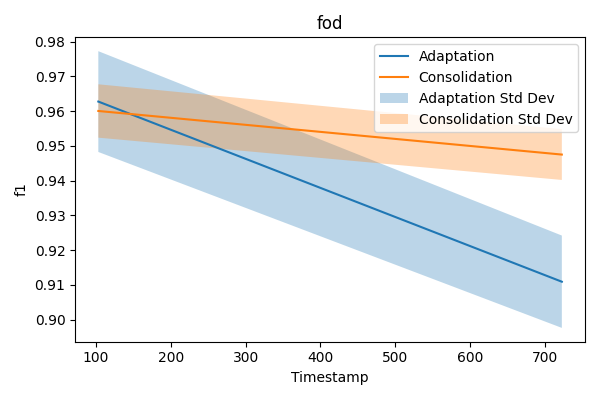 fod
0.98
0.97
0.96
0.95
0.94
0.93
0.92
0.91
0.90
f1
Adaptation
Consolidation
Adaptation Std Dev
Consolidation Std Dev
100
200
300
400
500
600
700
Timestamp